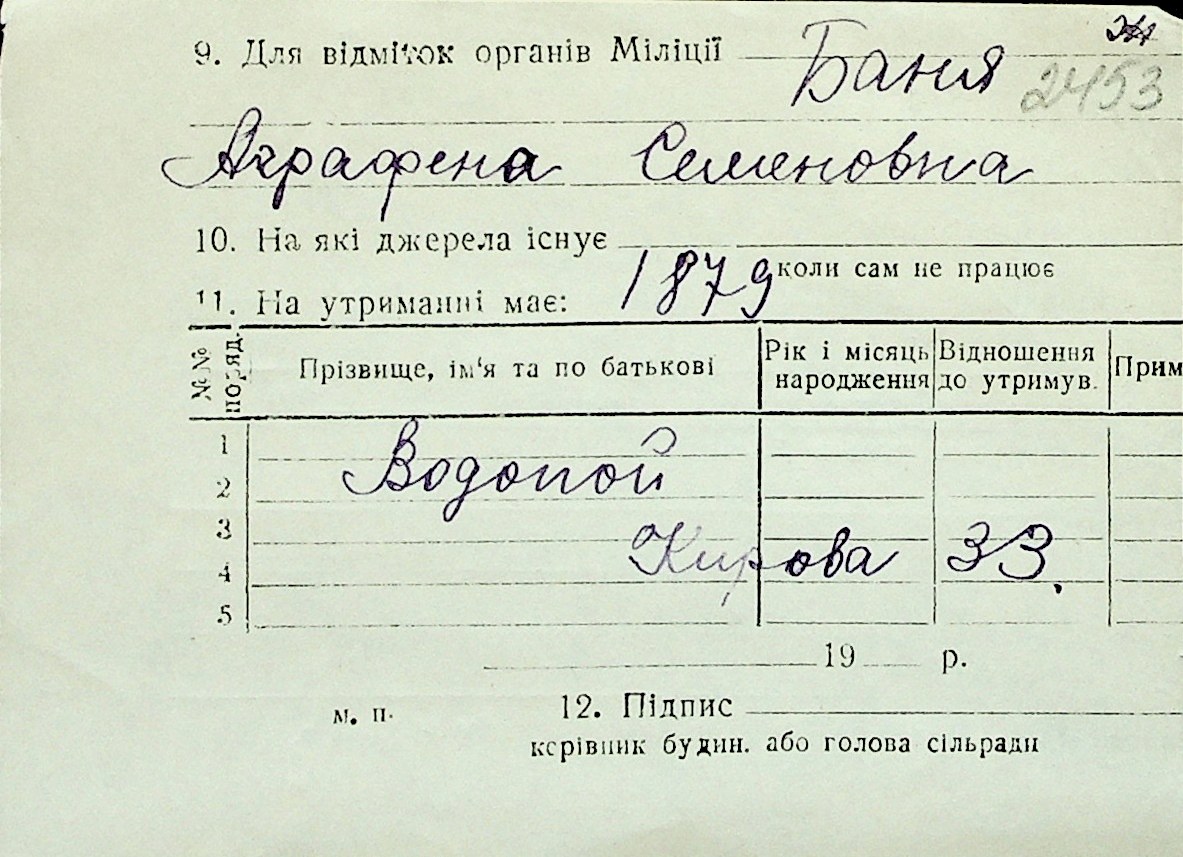 9. Для відміток органів Міліції Баня
2453
Аграфена Семеновна
10. На які джерела існує
коли сам не працює
11. На утриманні має: 1879
№№ поряд. Прізвище, ім'я та по батькові Рік і місяць народження Відношення до утримув. Прим
1
2 Водопой
3
4 Кирова 33.
5
19 р.
м. п. 12. Підпис
керівник будин. або голова сільради